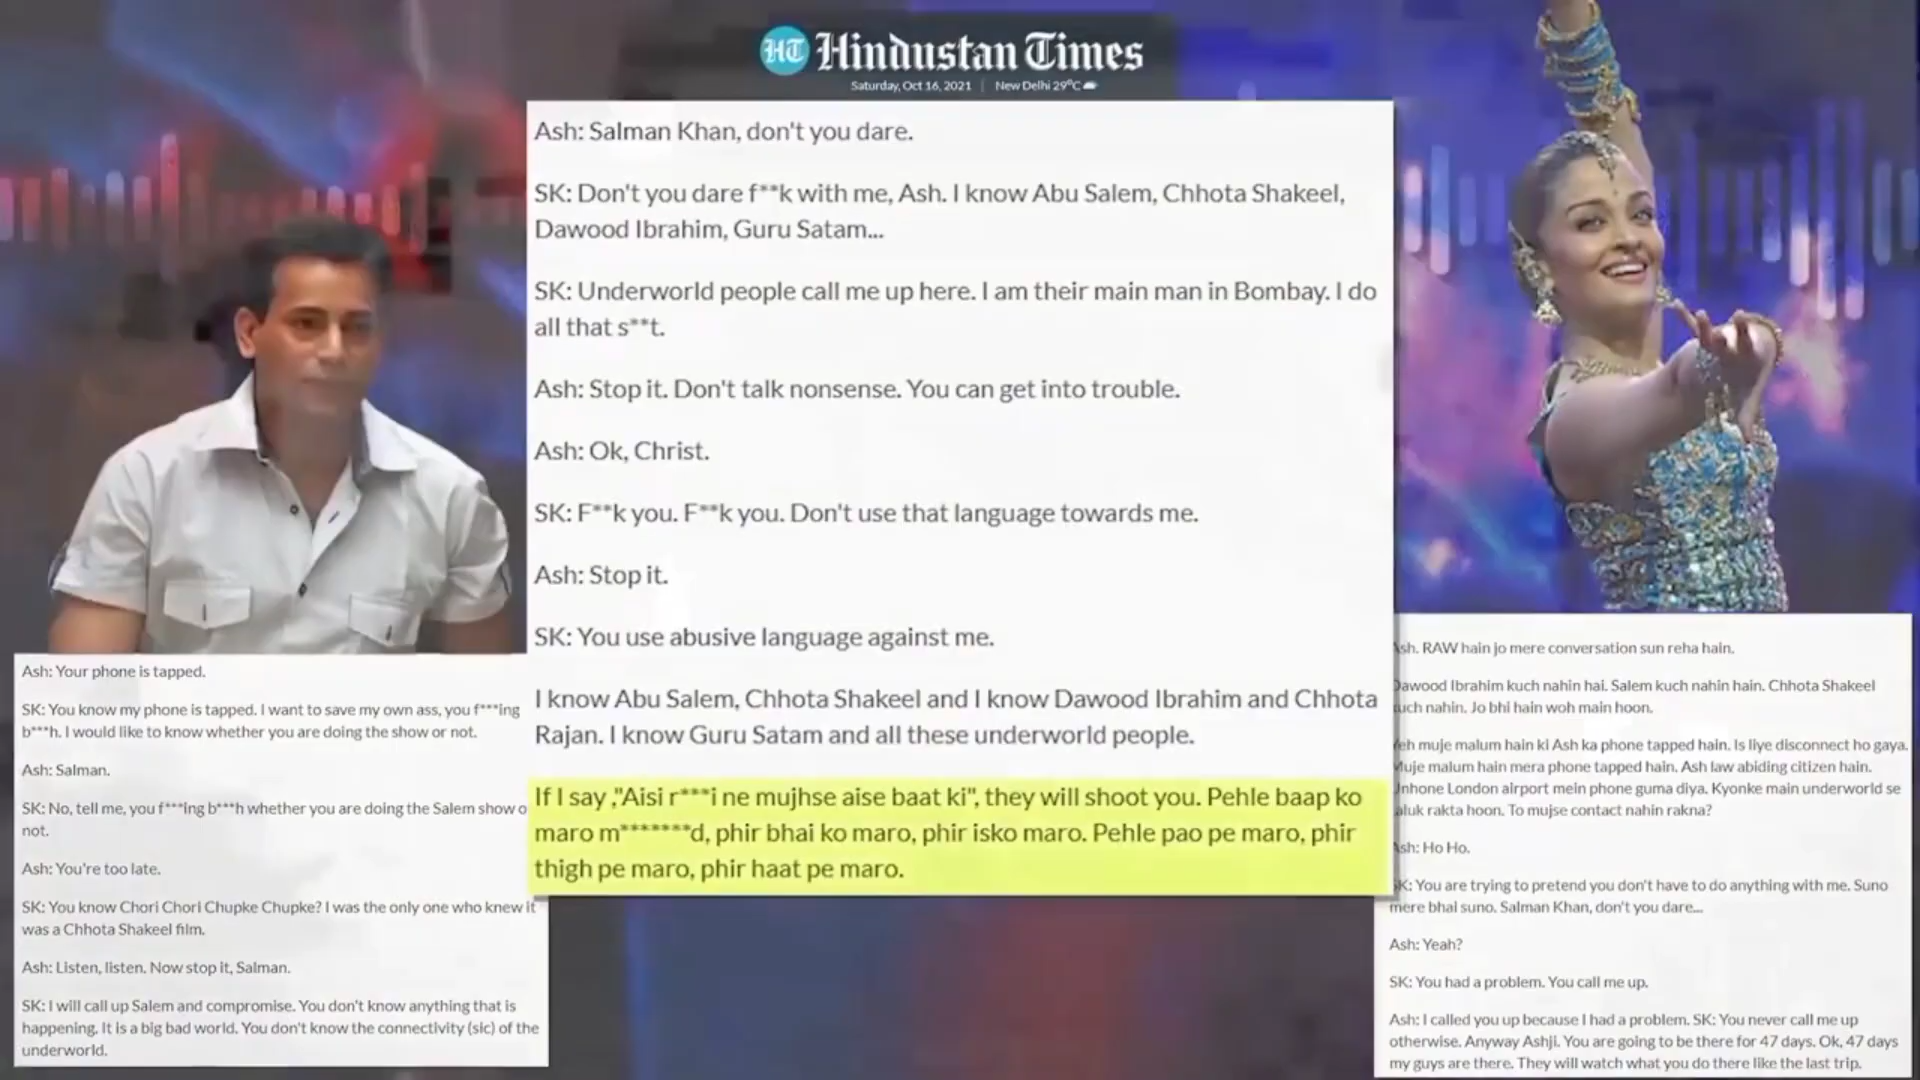 HT Hindustan Times
Saturday, Oct 16, 2021 | New Delhi 29°C
Ash: Salman Khan, don't you dare.
SK: Don't you dare f**k with me, Ash. I know Abu Salem, Chhota Shakeel,
Dawood Ibrahim, Guru Satam...
SK: Underworld people call me up here. I am their main man in Bombay. I do
all that s**t.
Ash: Stop it. Don't talk nonsense. You can get into trouble.
Ash: Ok, Christ.
SK: F**k you. F**k you. Don't use that language towards me.
Ash: Stop it.
SK: You use abusive language against me.
I know Abu Salem, Chhota Shakeel and I know Dawood Ibrahim and Chhota
Rajan. I know Guru Satam and all these underworld people.
If I say ,"Aisi r***i ne mujhse aise baat ki", they will shoot you. Pehle baap ko
maro m*******d, phir bhai ko maro, phir isko maro. Pehle pao pe maro, phir
thigh pe maro, phir haat pe maro.
Ash: Your phone is tapped.
SK: You know my phone is tapped. I want to save my own ass, you f***ing
b***h. I would like to know whether you are doing the show or not.
Ash: Salman.
SK: No, tell me, you f***ing b***h whether you are doing the Salem show o
not.
Ash: You're too late.
SK: You know Chori Chori Chupke Chupke? I was the only one who knew it
was a Chhota Shakeel film.
Ash: Listen, listen. Now stop it, Salman.
SK: I will call up Salem and compromise. You don't know anything that is
happening. It is a big bad world. You don't know the connectivity (sic) of the
underworld.
Ash. RAW hain jo mere conversation sun reha hain.
Dawood Ibrahim kuch nahin hai. Salem kuch nahin hain. Chhota Shakeel
kuch nahin. Jo bhi hain woh main hoon.
Yeh muje malum hain ki Ash ka phone tapped hain. Is liye disconnect ho gaya.
Muje malum hain mera phone tapped hain. Ash law abiding citizen hain.
Unhone London airport mein phone guma diya. Kyonke main underworld se
taluk rakta hoon. To mujse contact nahin rakna?
Ash: Ho Ho.
SK: You are trying to pretend you don't have to do anything with me. Suno
mere bhai suno. Salman Khan, don't you dare...
Ash: Yeah?
SK: You had a problem. You call me up.
Ash: I called you up because I had a problem. SK: You never call me up
otherwise. Anyway Ashji. You are going to be there for 47 days. Ok, 47 days
my guys are there. They will watch what you do there like the last trip.